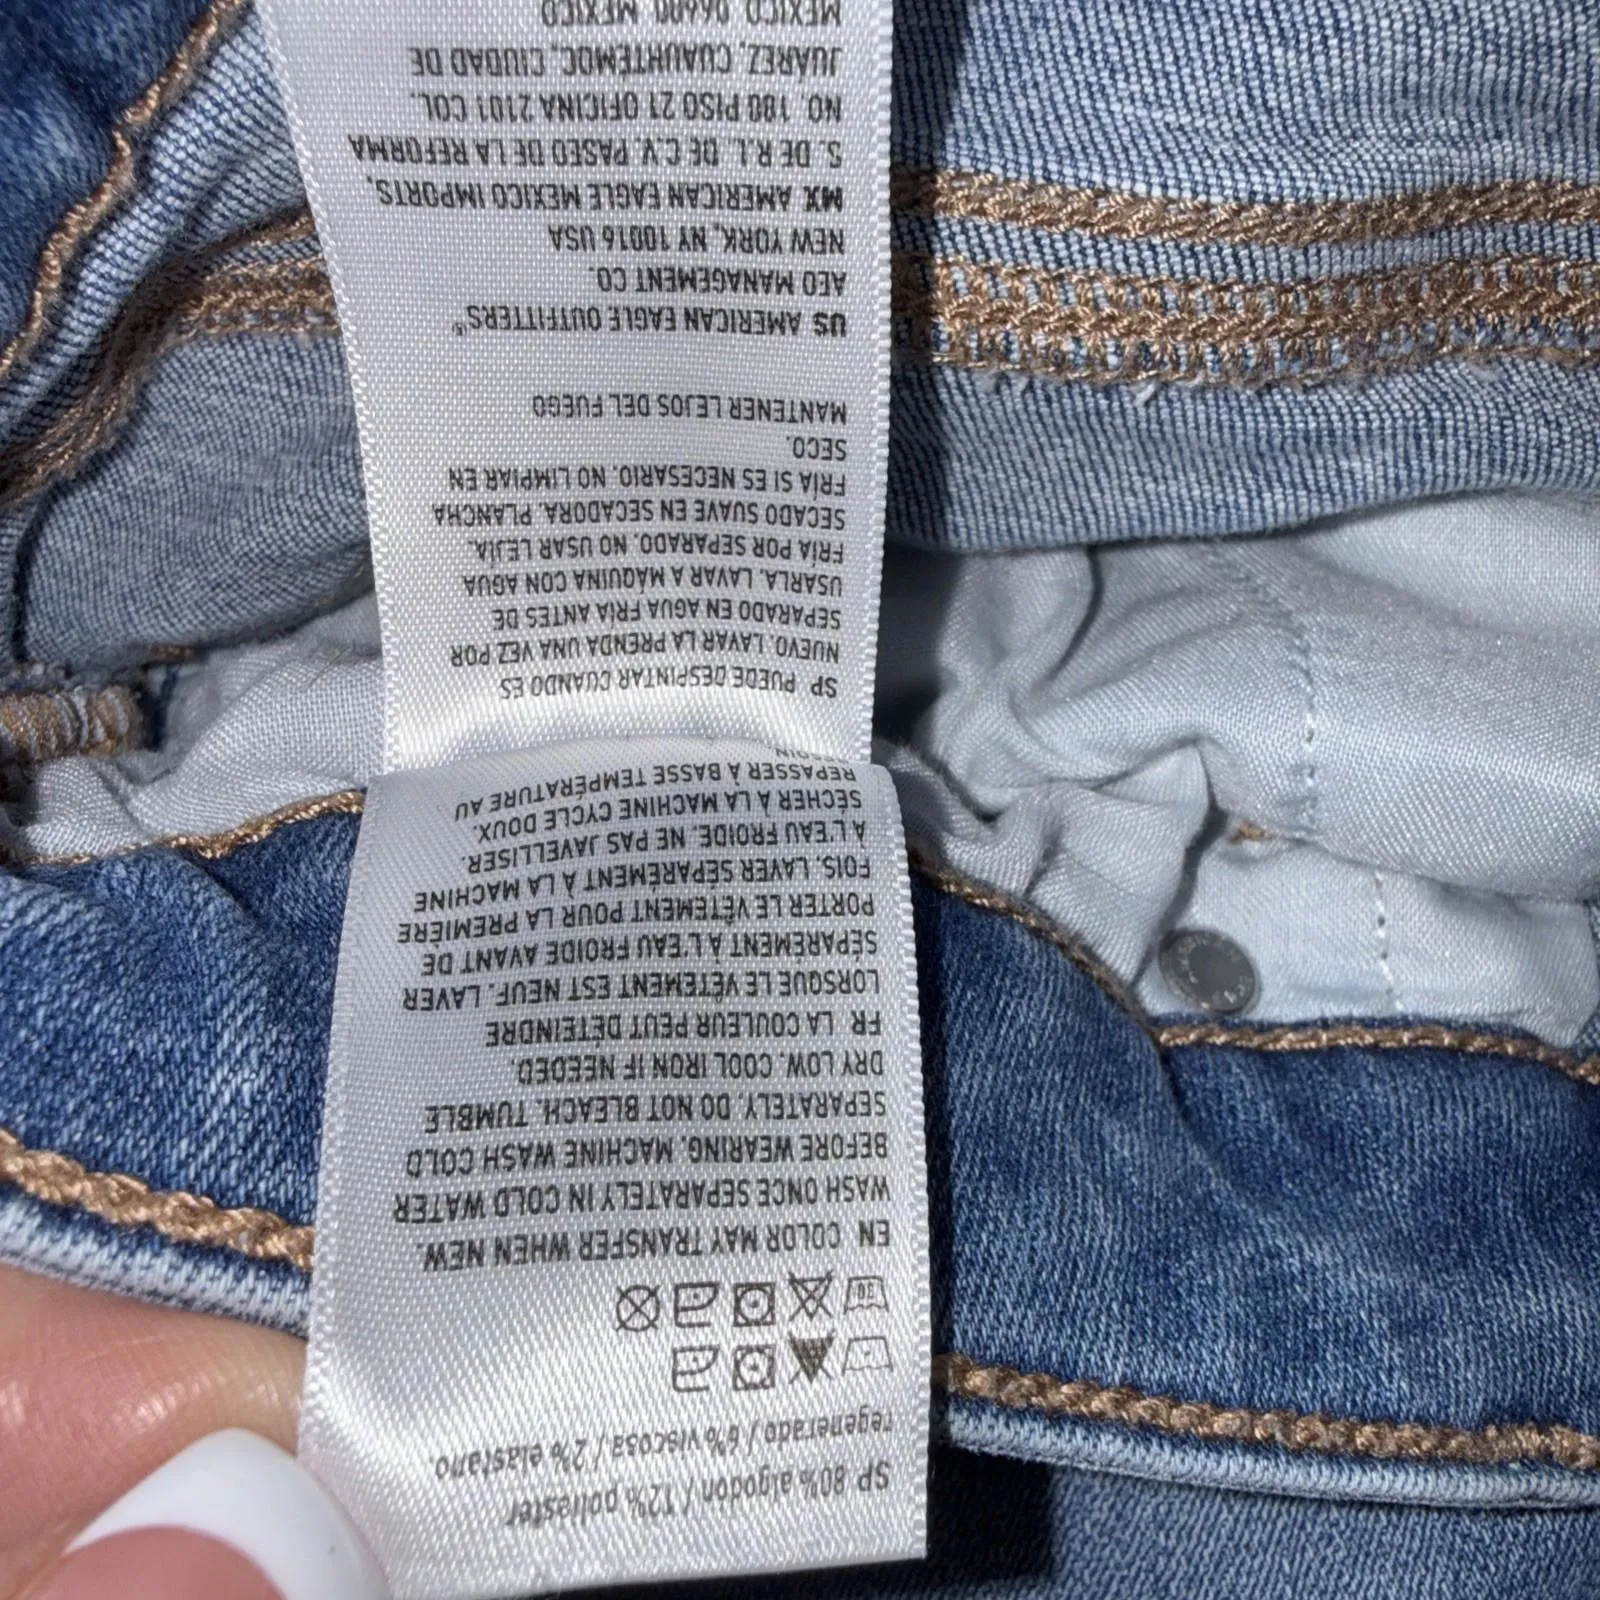 SP 80% algodón / 12% poliester
regenerado / 6% viscosa / 2% elastano.
30
EN COLOR MAY TRANSFER WHEN NEW.
WASH ONCE SEPARATELY IN COLD WATER
BEFORE WEARING. MACHINE WASH COLD
SEPARATELY. DO NOT BLEACH. TUMBLE
DRY LOW. COOL IRON IF NEEDED.
FR LA COULEUR PEUT DÉTEINDRE
LORSQUE LE VÊTEMENT EST NEUF. LAVER
SÉPARÉMENT À L'EAU FROIDE AVANT DE
PORTER LE VÊTEMENT POUR LA PREMIÈRE
FOIS. LAVER SÉPARÉMENT À LA MACHINE
À L'EAU FROIDE. NE PAS JAVELLISER.
SÉCHER À LA MACHINE CYCLE DOUX.
REPASSER À BASSE TEMPÉRATURE AU
SP PUEDE DESPINTAR CUANDO ES
NUEVO. LAVAR LA PRENDA UNA VEZ POR
SEPARADO EN AGUA FRÍA ANTES DE
USARLA. LAVAR A MÁQUINA CON AGUA
FRÍA POR SEPARADO. NO USAR LEJÍA.
SECADO SUAVE EN SECADORA. PLANCHA
FRÍA SI ES NECESARIO. NO LIMPIAR EN
SECO.
MANTENER LEJOS DEL FUEGO
US AMERICAN EAGLE OUTFITTERS®
AEO MANAGEMENT CO.
NEW YORK, NY 10016 USA
MX AMERICAN EAGLE MEXICO IMPORTS,
S. DE R.L. DE C.V. PASEO DE LA REFORMA
NO. 180 PISO 21 OFICINA 2101 COL.
JUAREZ, CUAUHTEMOC, CIUDAD DE
MEXICO, 06600, MEXICO